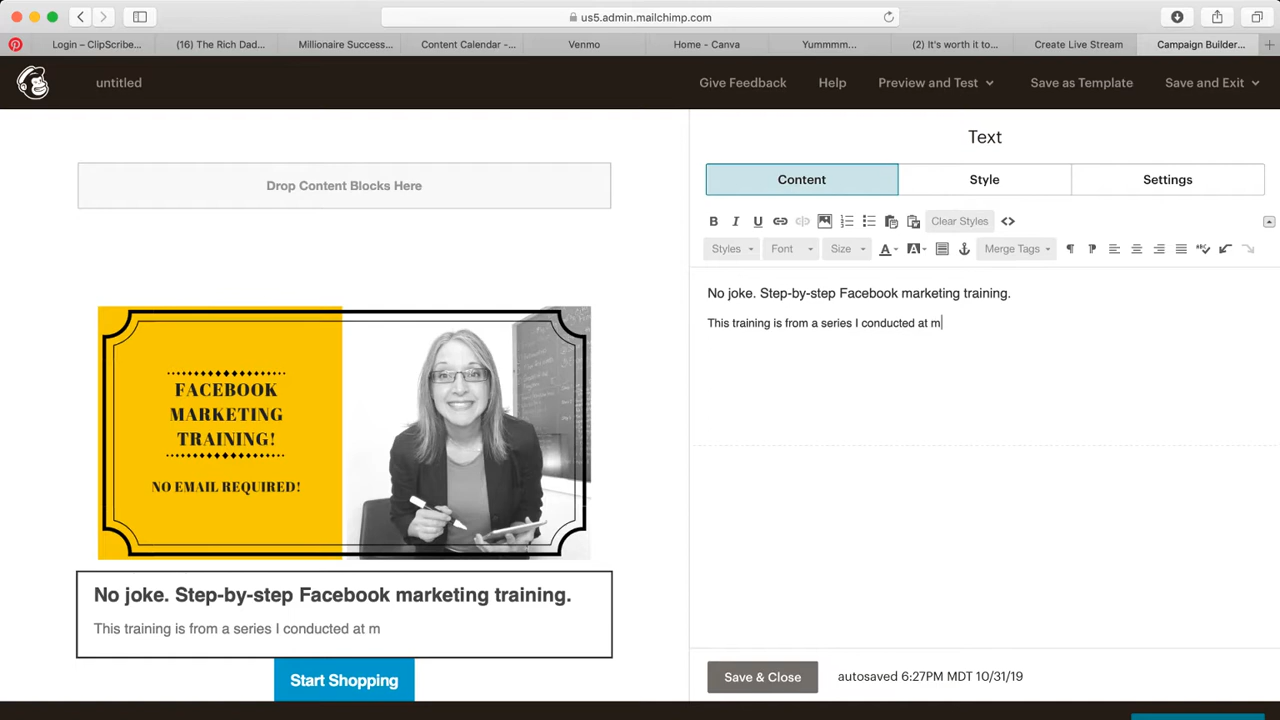 us5.admin.mailchimp.com
Login – ClipScribe...
(16) The Rich Dad...
Millionaire Success...
Content Calendar -...
Venmo
Home - Canva
Yummmm...
(2) It's worth it to...
Create Live Stream
Campaign Builder...
untitled
Give Feedback
Help
Preview and Test
Save as Template
Save and Exit
Drop Content Blocks Here
FACEBOOK
MARKETING
TRAINING!
NO EMAIL REQUIRED!
No joke. Step-by-step Facebook marketing training.
This training is from a series I conducted at m
Start Shopping
Text
Content
Style
Settings
B I U
Clear Styles
Styles
Font
Size
A
A
Merge Tags
No joke. Step-by-step Facebook marketing training.
This training is from a series I conducted at m
Save & Close
autosaved 6:27PM MDT 10/31/19